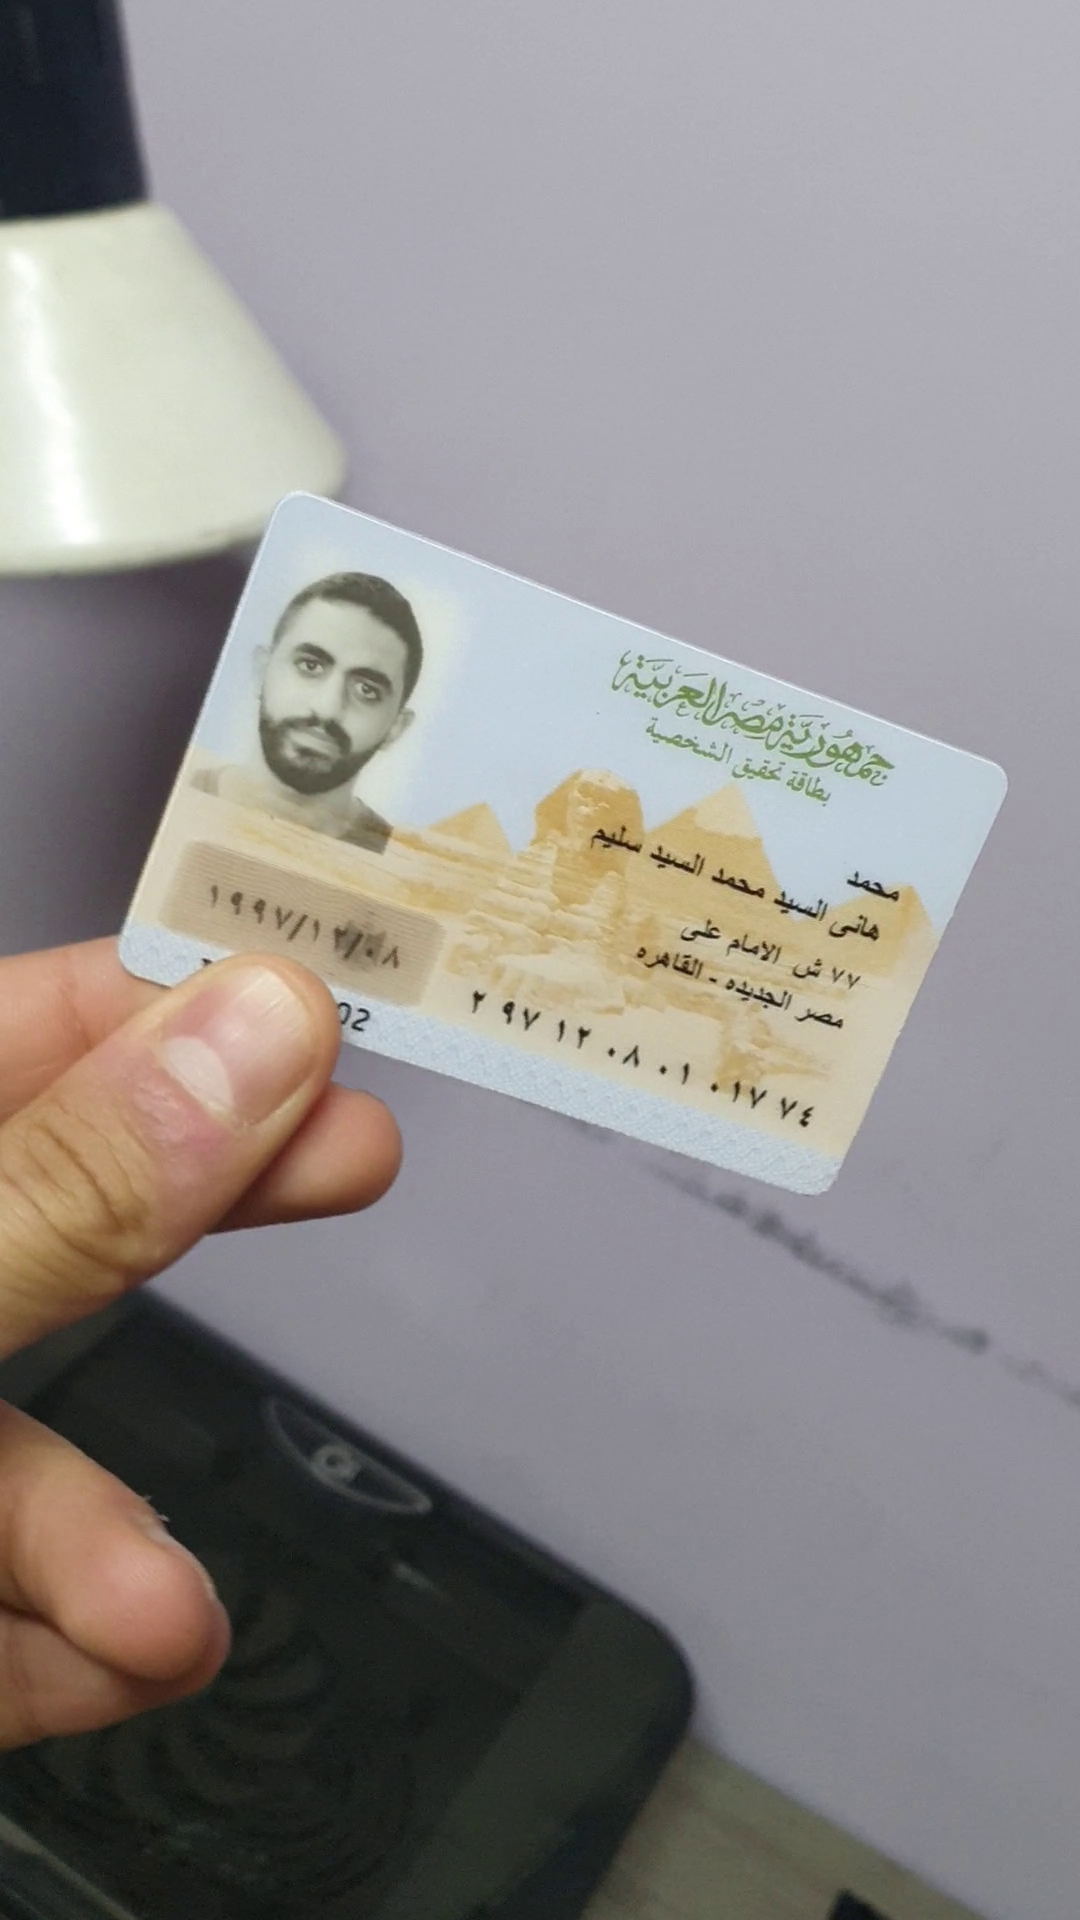 جمهورية مصر العربية
بطاقة تحقيق الشخصية
محمد
هانى السيد محمد السيد سليم
٧٧ ش الامام على
مصر الجديده - القاهره
٢ ٩٧ ١٢ ٠٨ ٠١ ٠١٧ ٧٤
١٩٩٧/١٢/٠٨
02